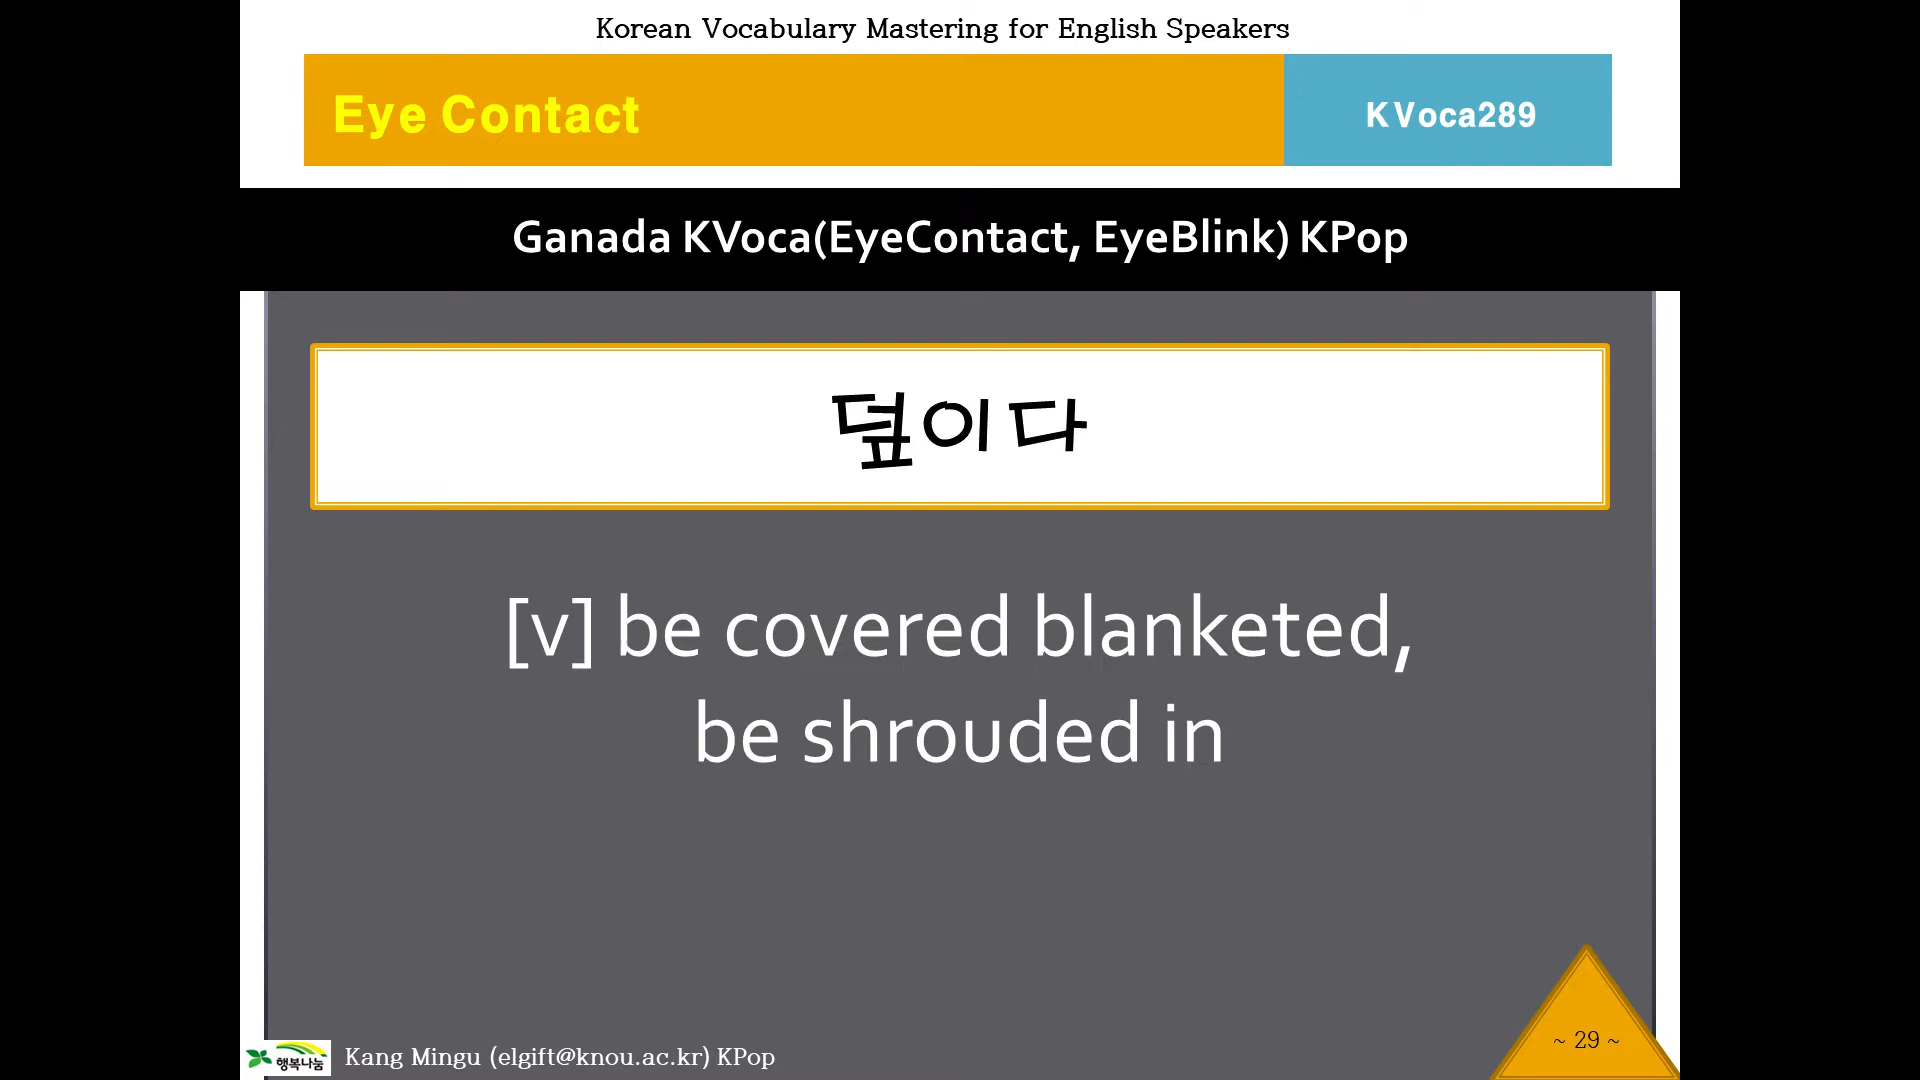 Korean Vocabulary Mastering for English Speakers
Eye Contact
KVoca289
Ganada KVoca(EyeContact, EyeBlink) KPop
덮이다
[v] be covered blanketed,
be shrouded in
행복나눔
Kang Mingu (elgift@knou.ac.kr) KPop
~ 29 ~